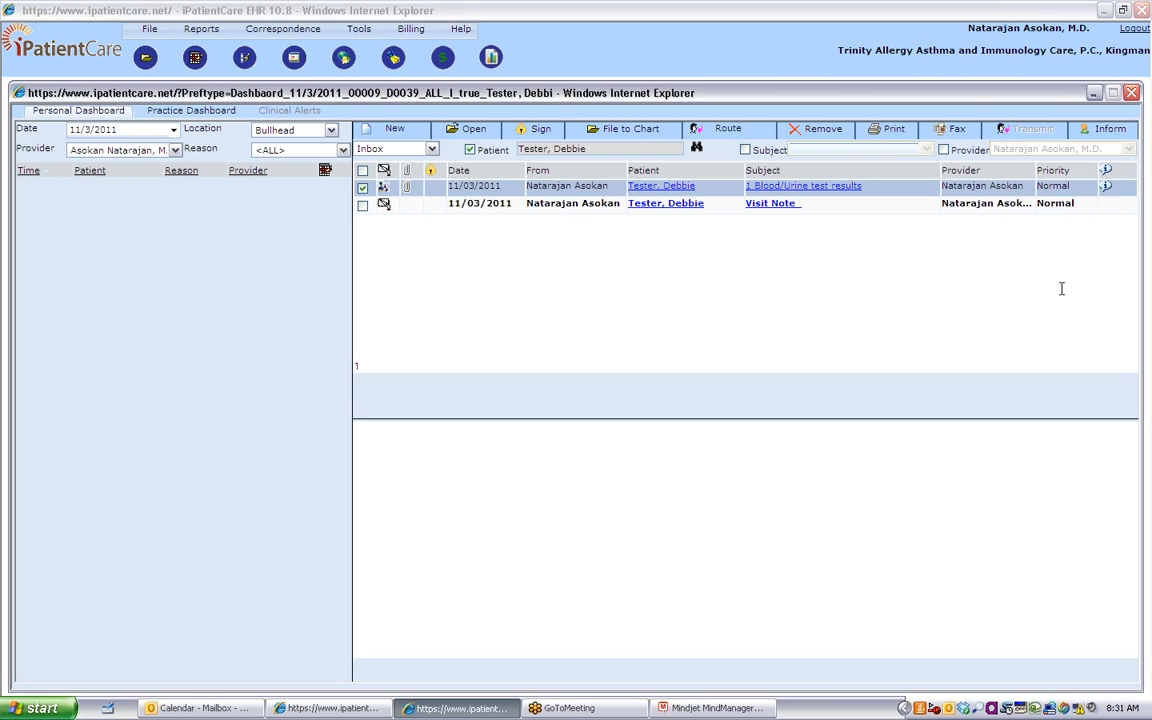 https://www.ipatientcare.net/ - iPatientCare EHR 10.8 - Windows Internet Explorer
iPatientCare
File Reports Correspondence Tools Billing Help
Natarajan Asokan, M.D. Logout
Trinity Allergy Asthma and Immunology Care, P.C., Kingman
https://www.ipatientcare.net/?Preftype=Dashbaord_11/3/2011_00009_D0039_ALL_I_true_Tester, Debbi - Windows Internet Explorer
Personal Dashboard Practice Dashboard Clinical Alerts
Date 11/3/2011 Location Bullhead
New Open Sign File to Chart Route Remove Print Fax Transmit Inform
Provider Asokan Natarajan, M. Reason <ALL>
Inbox Patient Tester, Debbie Subject Provider Natarajan Asokan, M.D.
Time Patient Reason Provider
Date From Patient Subject Provider Priority
11/03/2011 Natarajan Asokan Tester, Debbie 1 Blood/Urine test results Natarajan Asokan Normal
11/03/2011 Natarajan Asokan Tester, Debbie Visit Note Natarajan Asok... Normal
1
start Calendar - Mailbox - ... https://www.ipatient... https://www.ipatient... GoToMeeting Mindjet MindManager... 8:31 AM